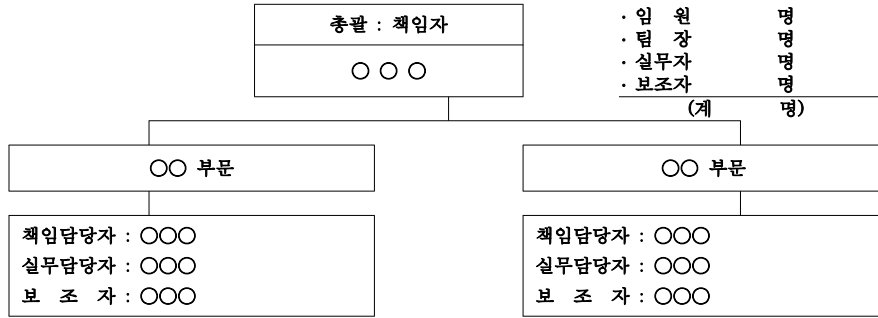 총괄 : 책임자
○ ○ ○
· 임 원 명
· 팀 장 명
· 실무자 명
· 보조자 명
(계 명)
○○ 부문
○○ 부문
책임담당자 : ○○○
실무담당자 : ○○○
보 조 자 : ○○○
책임담당자 : ○○○
실무담당자 : ○○○
보 조 자 : ○○○